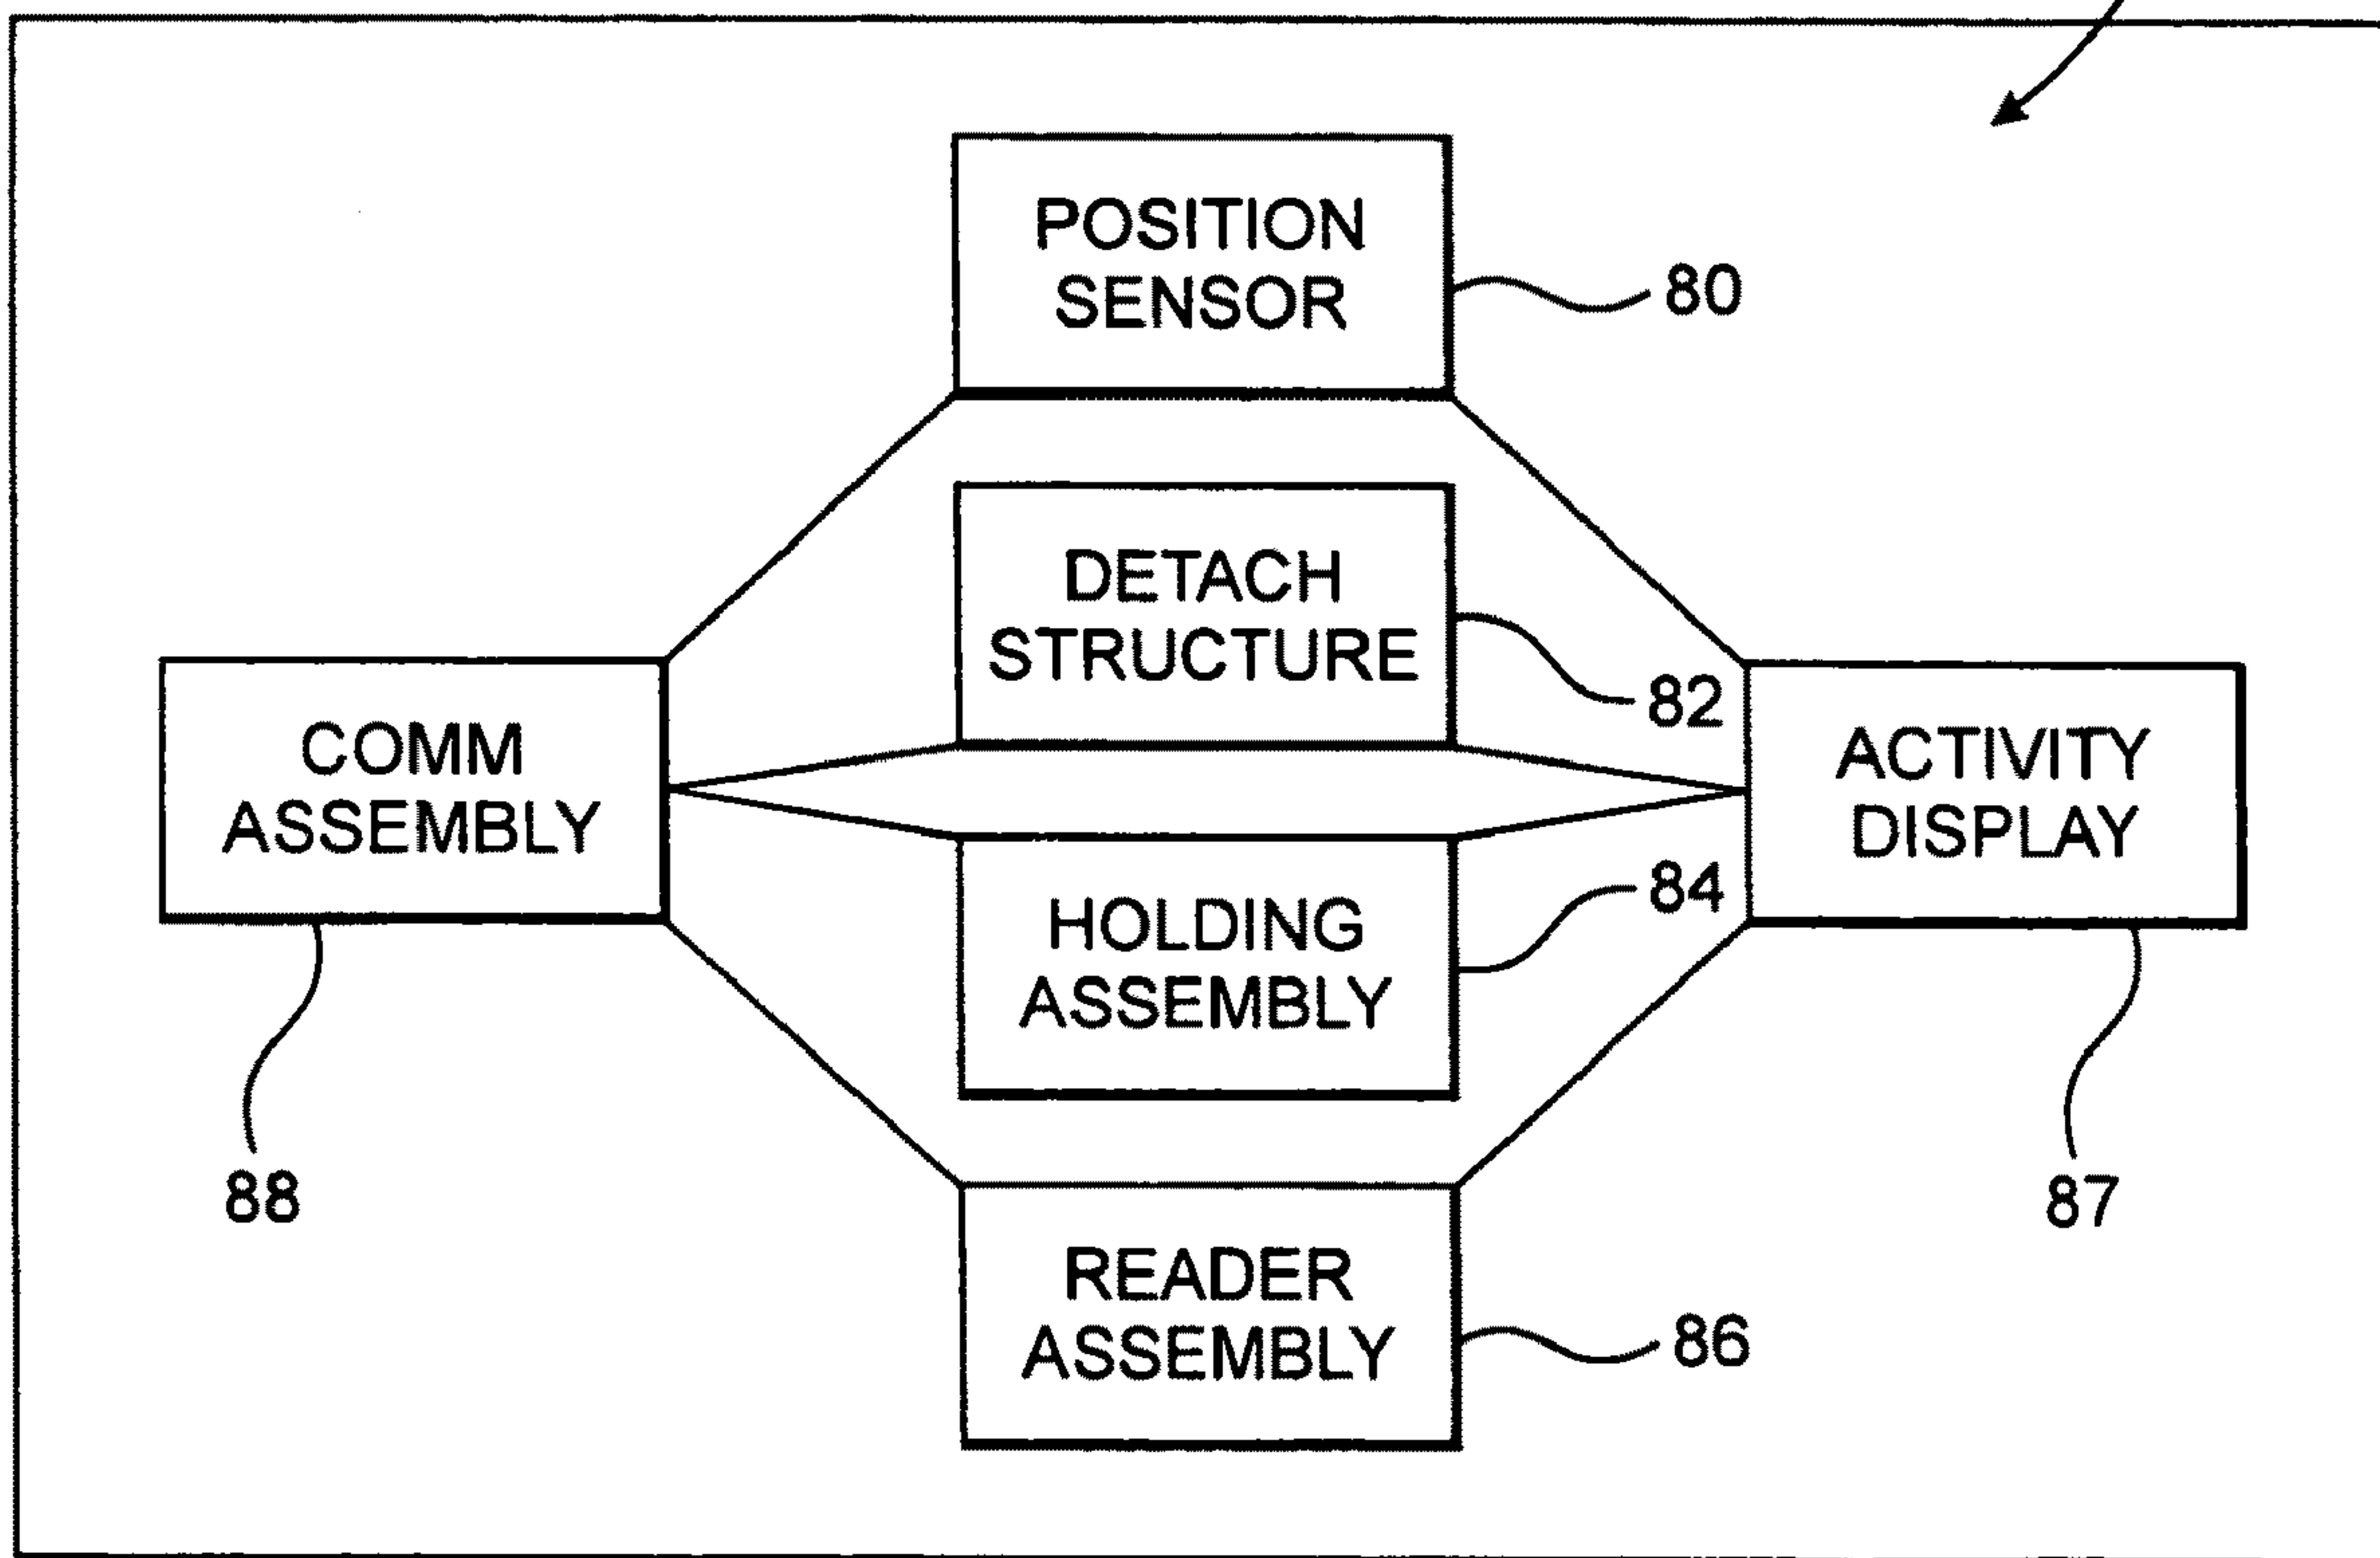 POSITION
SENSOR
80
DETACH
STRUCTURE
82
COMM
ASSEMBLY
88
ACTIVITY
DISPLAY
87
HOLDING
ASSEMBLY
84
READER
ASSEMBLY
86